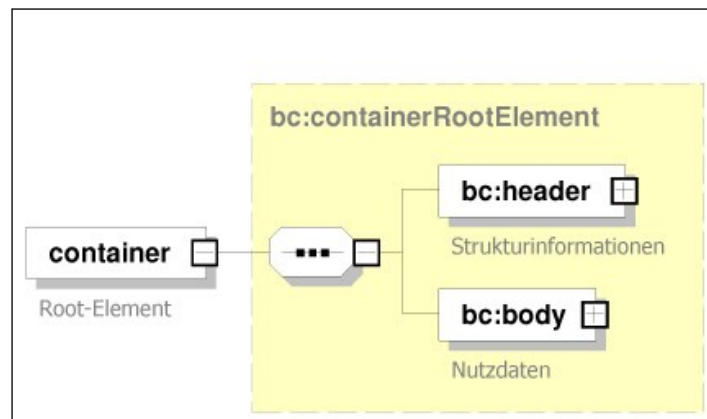 bc:containerRootElement
bc:header
Strukturinformationen
container
Root-Element
bc:body
Nutzdaten